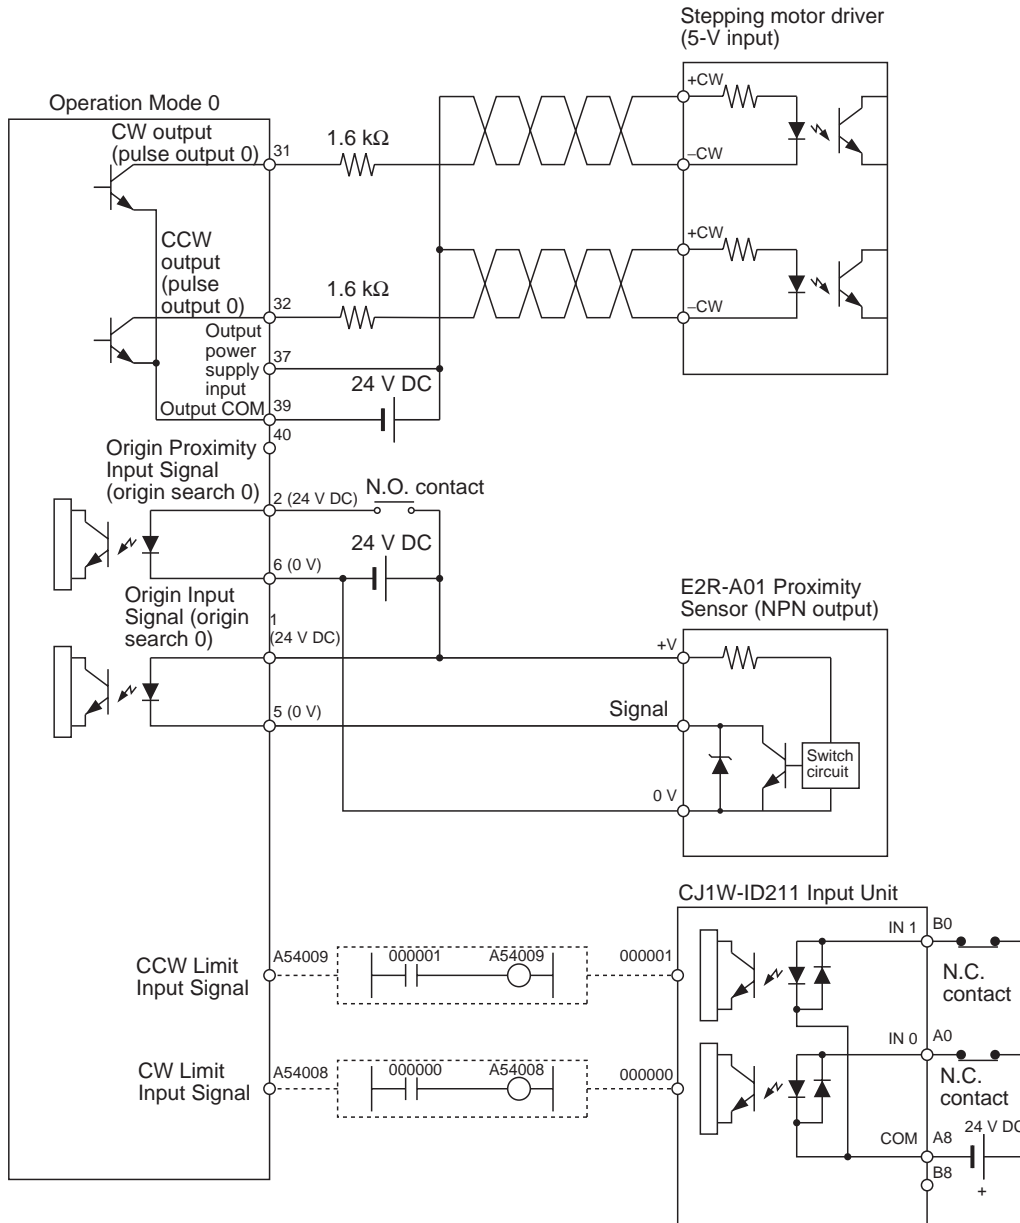 Stepping motor driver
(5-V input)
Operation Mode 0
CW output
(pulse output 0)
31
1.6 kΩ
+CW
–CW
CCW
output
(pulse
output 0)
32
1.6 kΩ
+CW
–CW
Output
power
supply
input
37
24 V DC
Output COM
39
40
Origin Proximity
Input Signal
(origin search 0)
2 (24 V DC)
N.O. contact
24 V DC
6 (0 V)
Origin Input
Signal (origin
search 0)
1
(24 V DC)
E2R-A01 Proximity
Sensor (NPN output)
+V
5 (0 V)
Signal
Switch
circuit
0 V
CJ1W-ID211 Input Unit
CCW Limit
Input Signal
A54009
000001
A54009
000001
IN 1
B0
N.C.
contact
CW Limit
Input Signal
A54008
000000
A54008
000000
IN 0
A0
N.C.
contact
COM
A8
24 V DC
B8
+